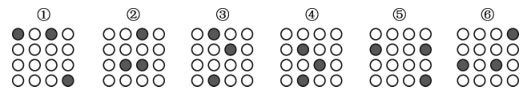 ① ② ③ ④ ⑤ ⑥